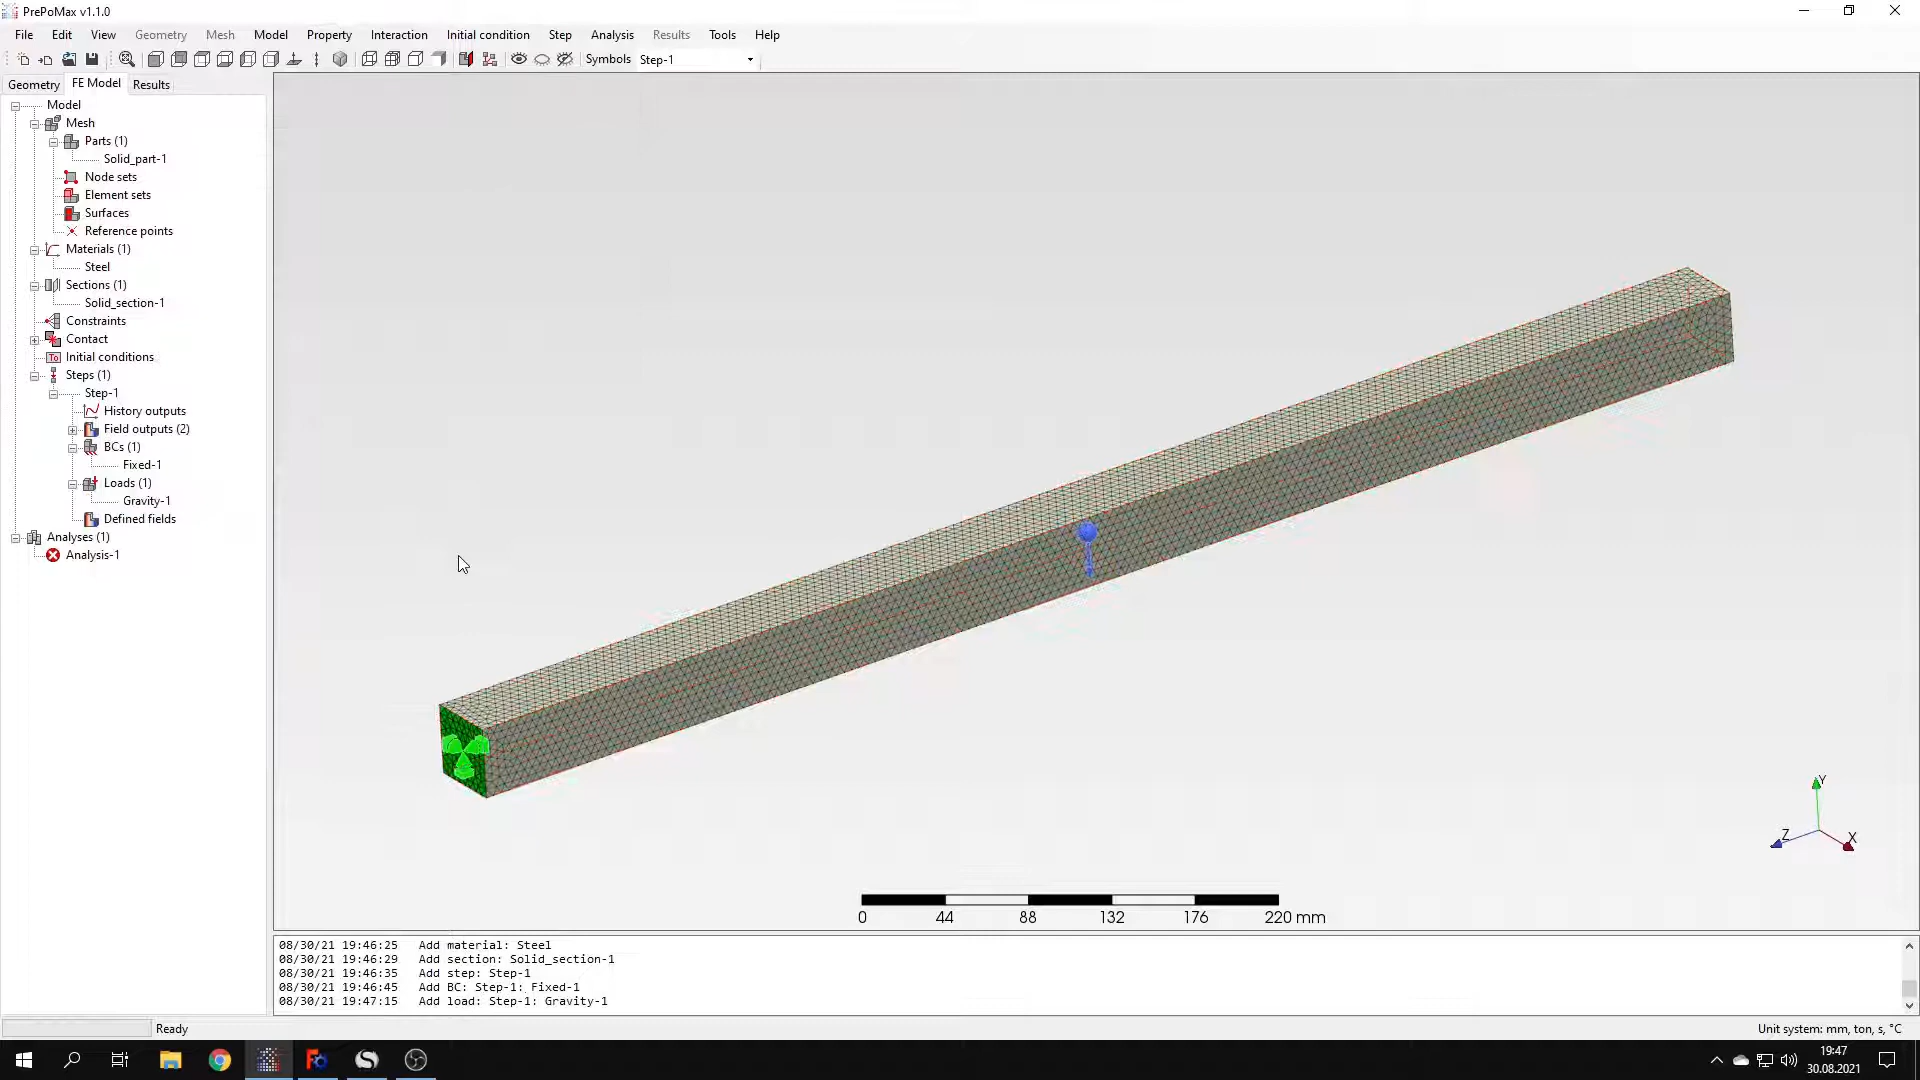 PrePoMax v1.1.0
File Edit View Geometry Mesh Model Property Interaction Initial condition Step Analysis Results Tools Help
Symbols Step-1
Geometry FE Model Results
Model
Mesh
Parts (1)
Solid_part-1
Node sets
Element sets
Surfaces
Reference points
Materials (1)
Steel
Sections (1)
Solid_section-1
Constraints
Contact
Initial conditions
Steps (1)
Step-1
History outputs
Field outputs (2)
BCs (1)
Fixed-1
Loads (1)
Gravity-1
Defined fields
Analyses (1)
Analysis-1
Y
Z
X
0 44 88 132 176 220 mm
08/30/21 19:46:25 Add material: Steel
08/30/21 19:46:29 Add section: Solid_section-1
08/30/21 19:46:35 Add step: Step-1
08/30/21 19:46:45 Add BC: Step-1: Fixed-1
08/30/21 19:47:15 Add load: Step-1: Gravity-1
Ready
Unit system: mm, ton, s, °C
19:47
30.08.2021